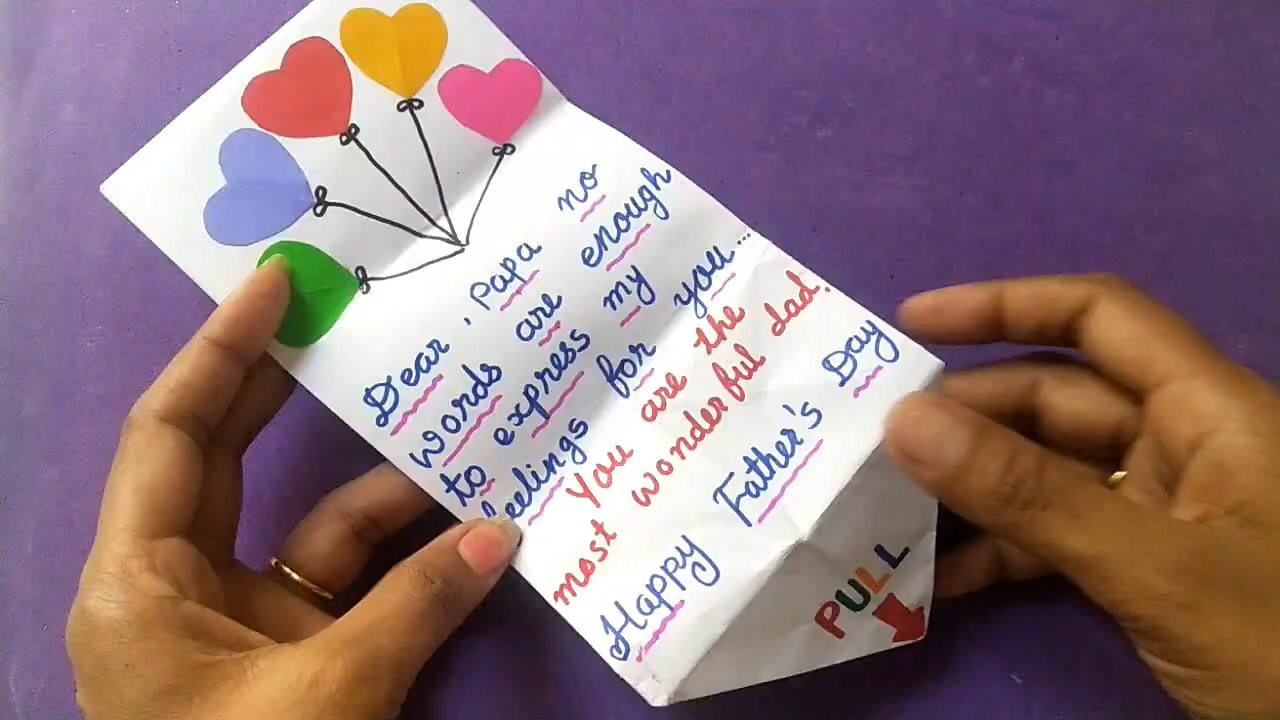 Dear, Papa no
words are enough
to express my
feelings for you...
You are the
most wonderful dad.
Happy Father's Day
PULL